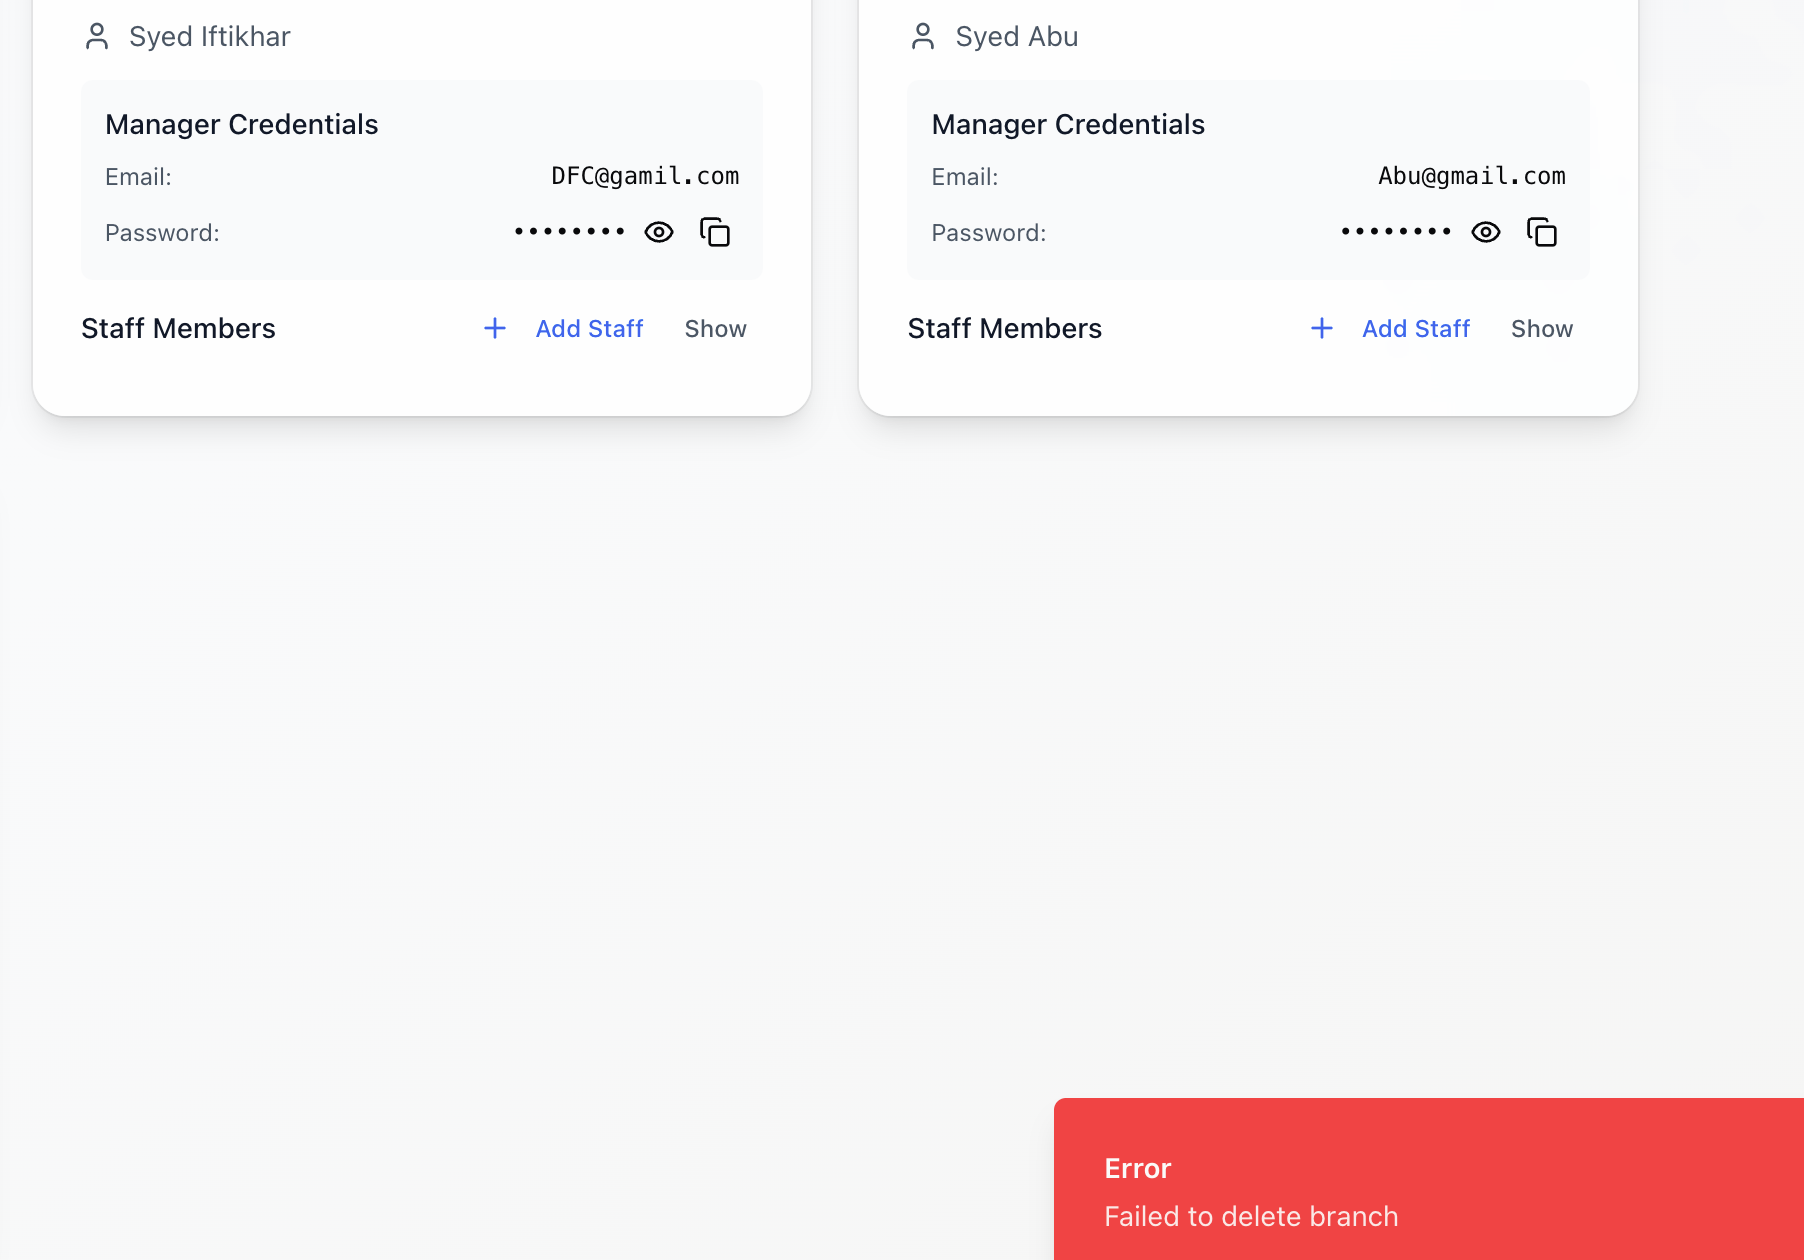 Syed Iftikhar
Manager Credentials
Email: DFC@gamil.com
Password: ••••••••
Staff Members + Add Staff Show
Syed Abu
Manager Credentials
Email: Abu@gmail.com
Password: ••••••••
Staff Members + Add Staff Show
Error
Failed to delete branch